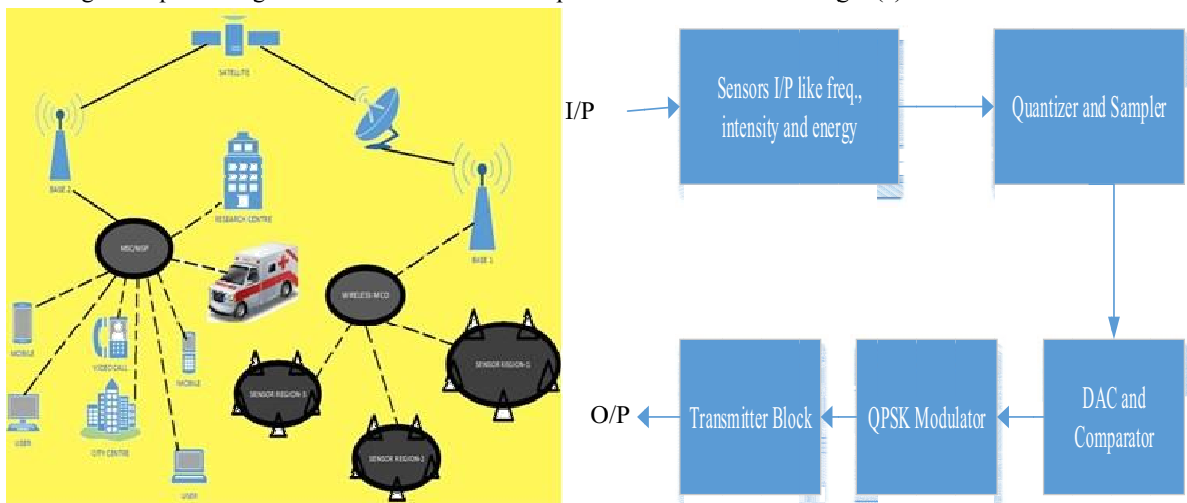 SATELLITE
BASE 2
RESEARCH CENTRE
BASE 1
MSC/MSP
WIRELESS-MICO
MOBILE
VIDEO CALL
MOBILE
SENSOR REGION-1
SENSOR REGION-3
USER
CITY CENTRE
SENSOR REGION-2
USER
I/P
Sensors I/P like freq.,
intensity and energy
Quantizer and Sampler
DAC and
Comparator
QPSK Modulator
Transmitter Block
O/P